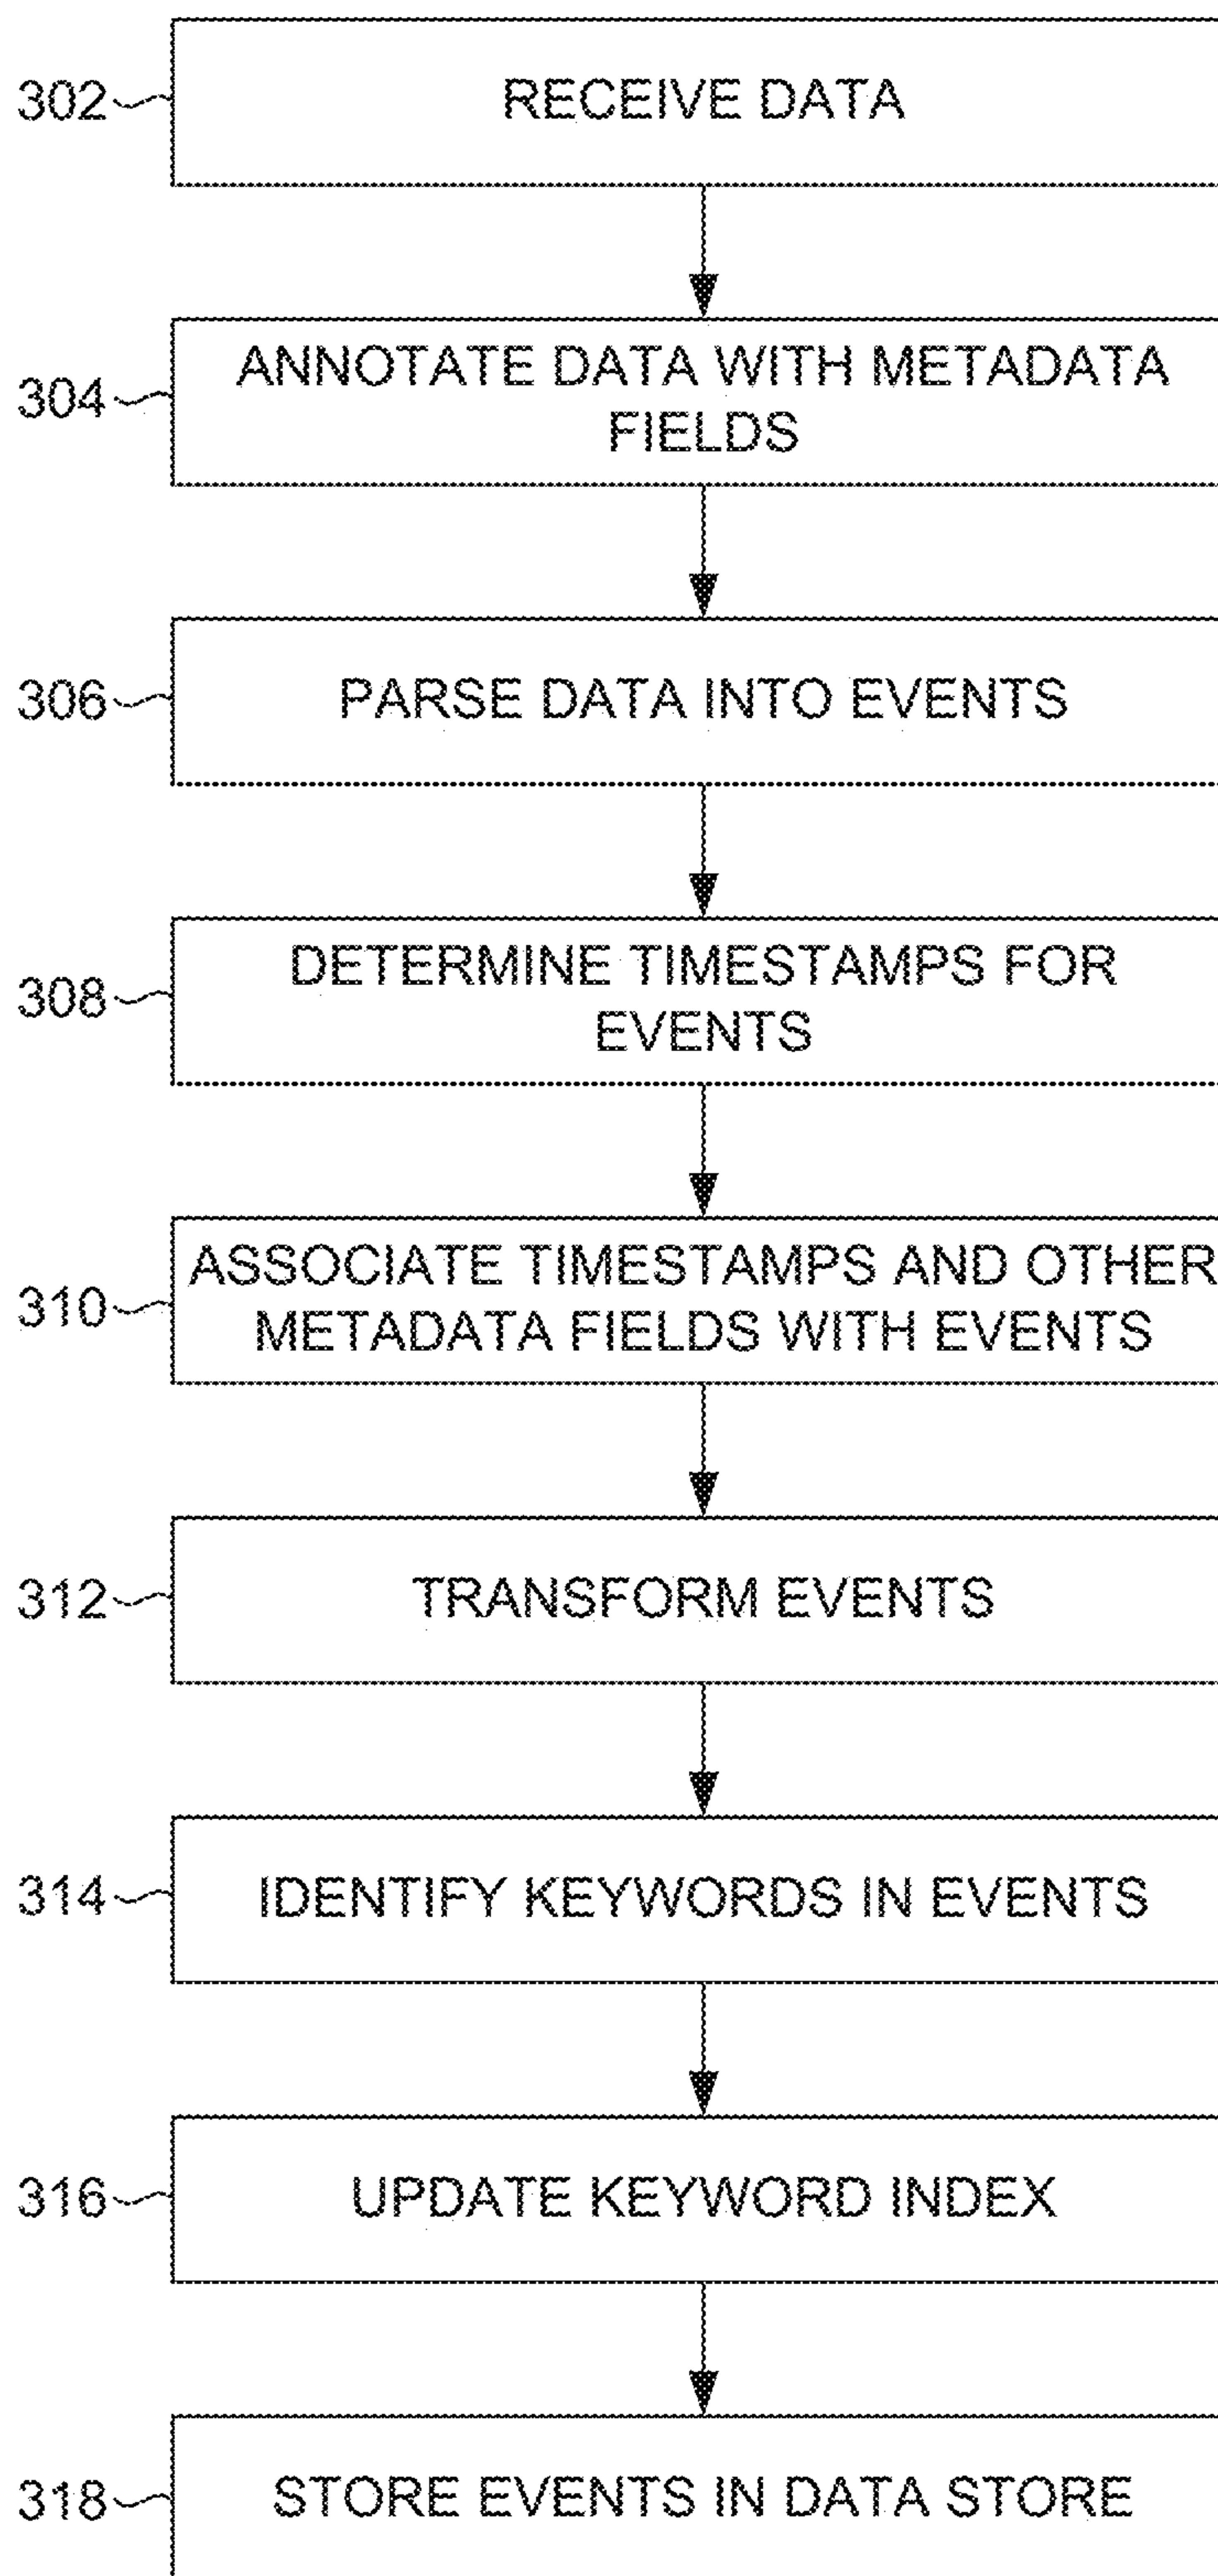 302
RECEIVE DATA
304
ANNOTATE DATA WITH METADATA
FIELDS
306
PARSE DATA INTO EVENTS
308
DETERMINE TIMESTAMPS FOR
EVENTS
310
ASSOCIATE TIMESTAMPS AND OTHER
METADATA FIELDS WITH EVENTS
312
TRANSFORM EVENTS
314
IDENTIFY KEYWORDS IN EVENTS
316
UPDATE KEYWORD INDEX
318
STORE EVENTS IN DATA STORE